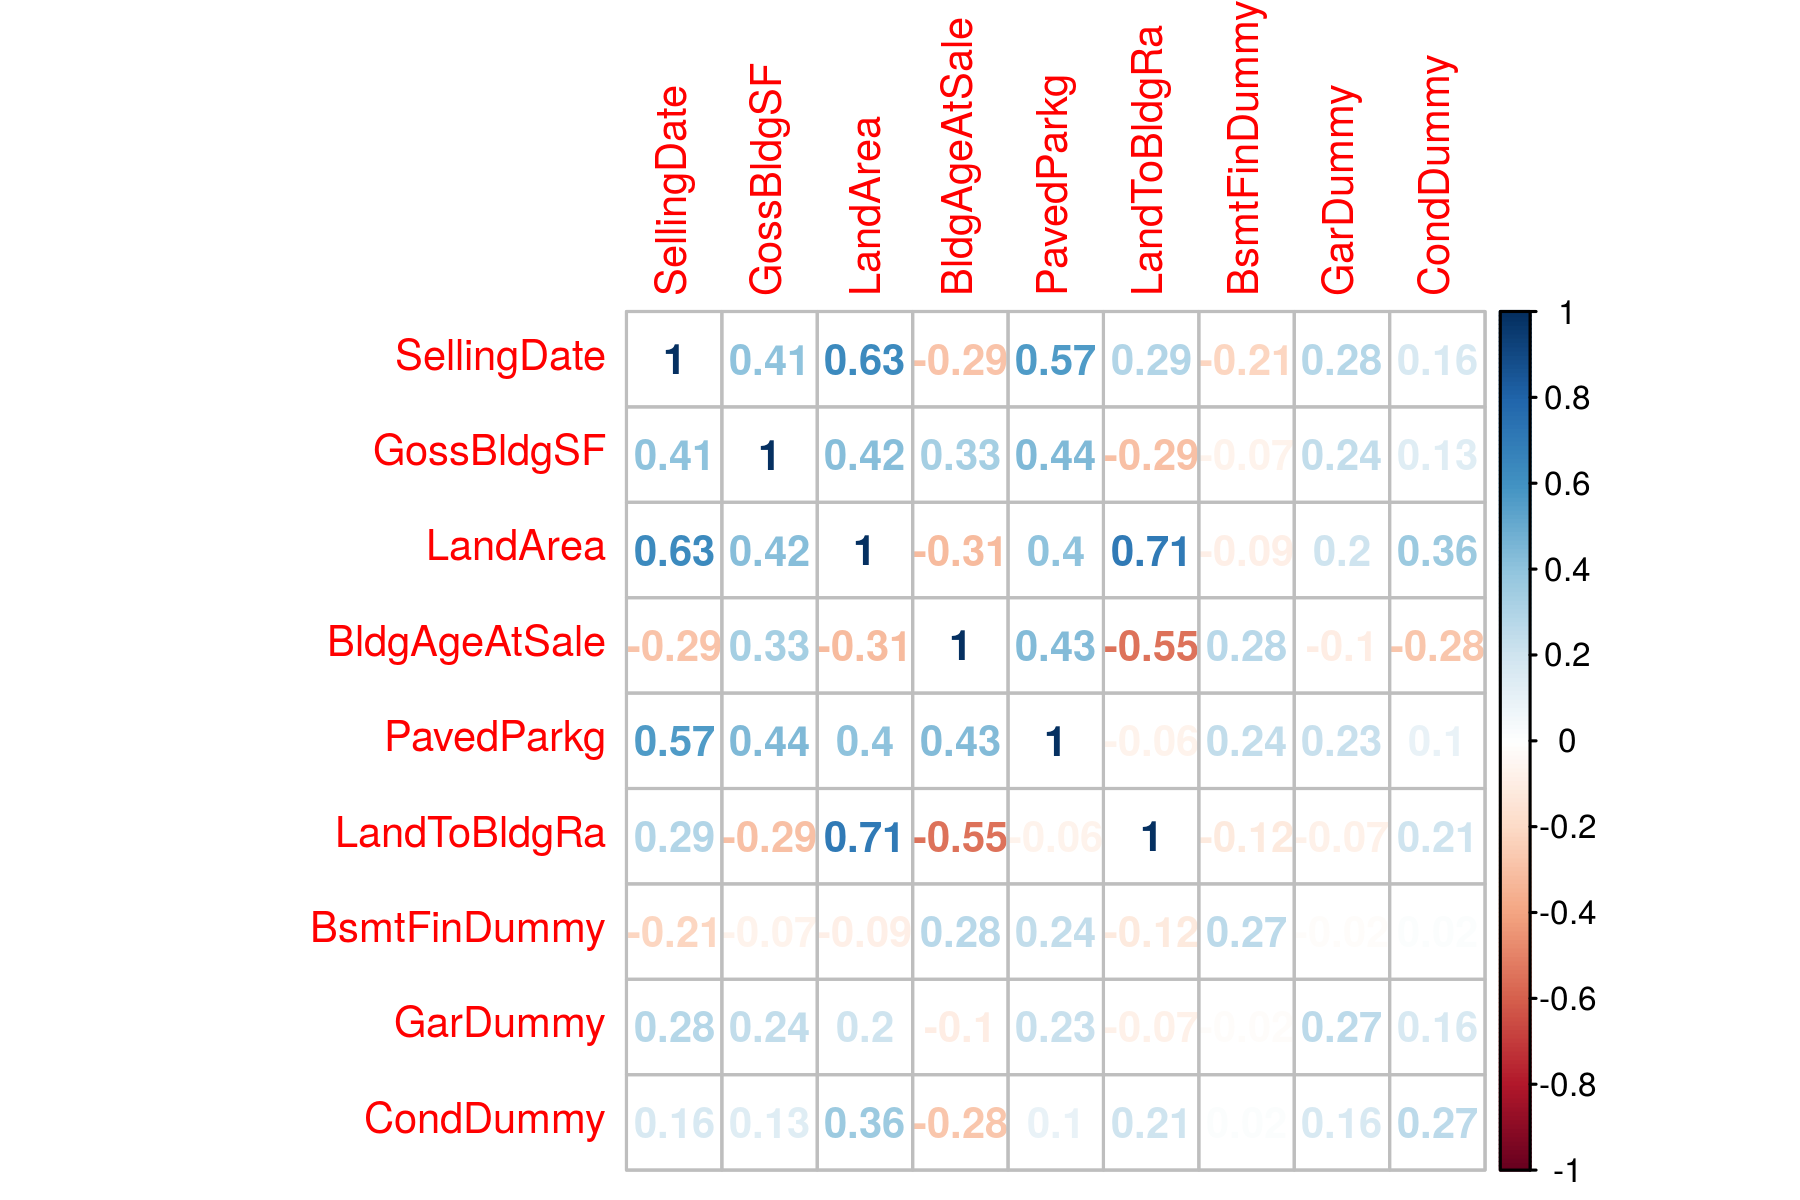 SellingDate GossBldgSF LandArea BldgAgeAtSale PavedParkg LandToBldgRa BsmtFinDummy GarDummy CondDummy
SellingDate 1 0.41 0.63 -0.29 0.57 0.29 -0.21 0.28 0.16
GossBldgSF 0.41 1 0.42 0.33 0.44 -0.29 -0.07 0.24 0.13
LandArea 0.63 0.42 1 -0.31 0.4 0.71 -0.09 0.2 0.36
BldgAgeAtSale -0.29 0.33 -0.31 1 0.43 -0.55 0.28 -0.1 -0.28
PavedParkg 0.57 0.44 0.4 0.43 1 -0.06 0.24 0.23 0.1
LandToBldgRa 0.29 -0.29 0.71 -0.55 -0.06 1 -0.12 -0.07 0.21
BsmtFinDummy -0.21 -0.07 -0.09 0.28 0.24 -0.12 0.27 -0.02 0.02
GarDummy 0.28 0.24 0.2 -0.1 0.23 -0.07 -0.02 0.27 0.16
CondDummy 0.16 0.13 0.36 -0.28 0.1 0.21 0.02 0.16 0.27
1
0.8
0.6
0.4
0.2
0
-0.2
-0.4
-0.6
-0.8
-1